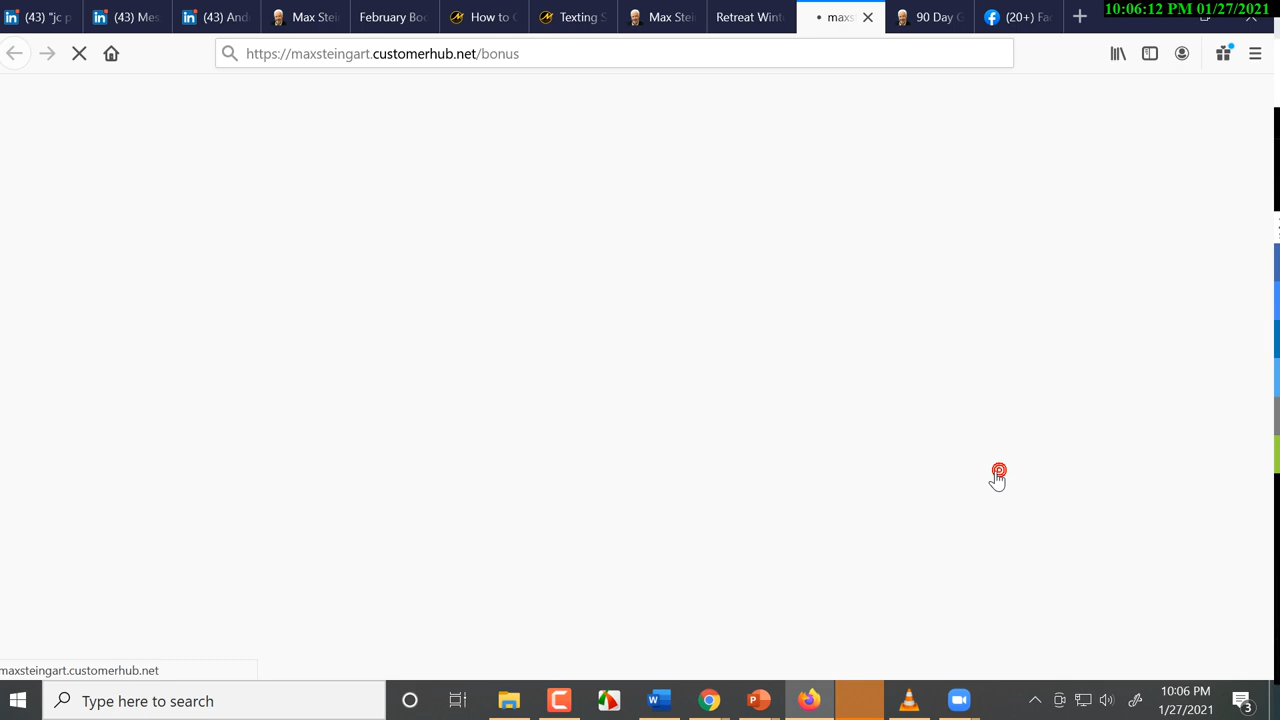 (43) "jc p
(43) Mes
(43) And
Max Stei
February Boo
How to C
Texting S
Max Stei
Retreat Wint
maxs
90 Day G
(20+) Fac
10:06:12 PM 01/27/2021
https://maxsteingart.customerhub.net/bonus
maxsteingart.customerhub.net
Type here to search
10:06 PM
1/27/2021
3